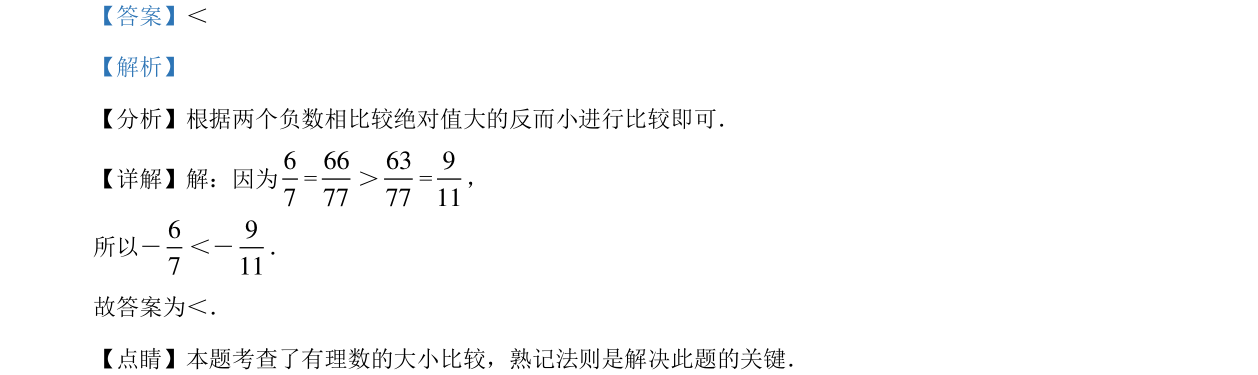 【答案】<
【解析】
【分析】根据两个负数相比较绝对值大的反而小进行比较即可．
【详解】解：因为6/7=66/77＞63/77=9/11，
所以－6/7＜－9/11．
故答案为<．
【点睛】本题考查了有理数的大小比较，熟记法则是解决此题的关键．